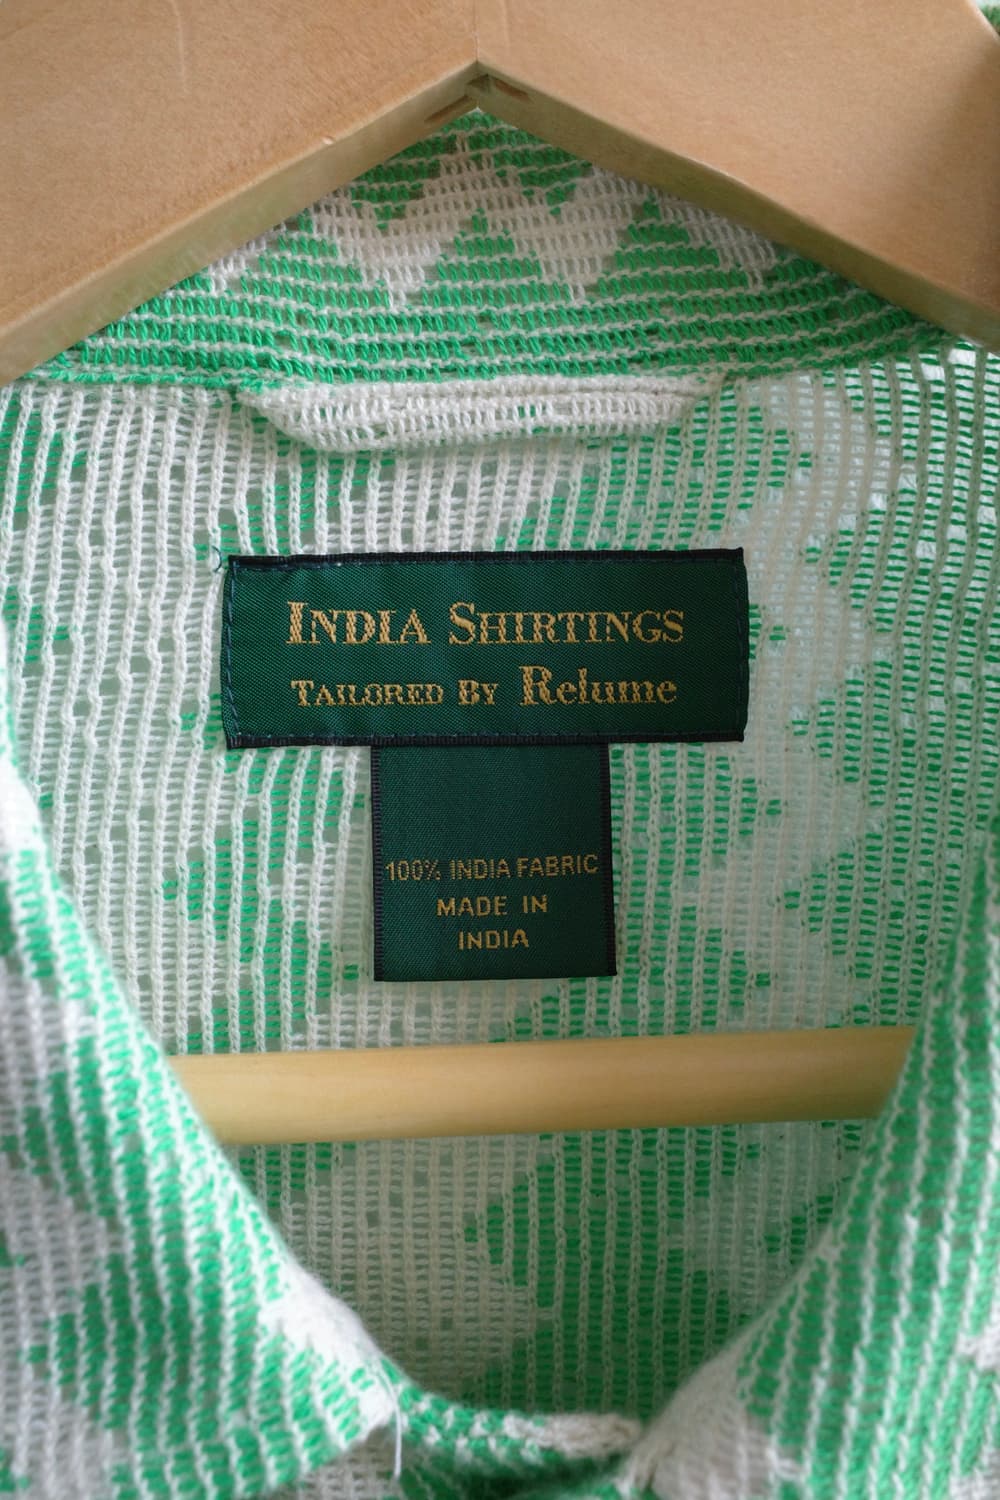 INDIA SHIRTINGS
TAILORED BY Relume
100% INDIA FABRIC
MADE IN
INDIA